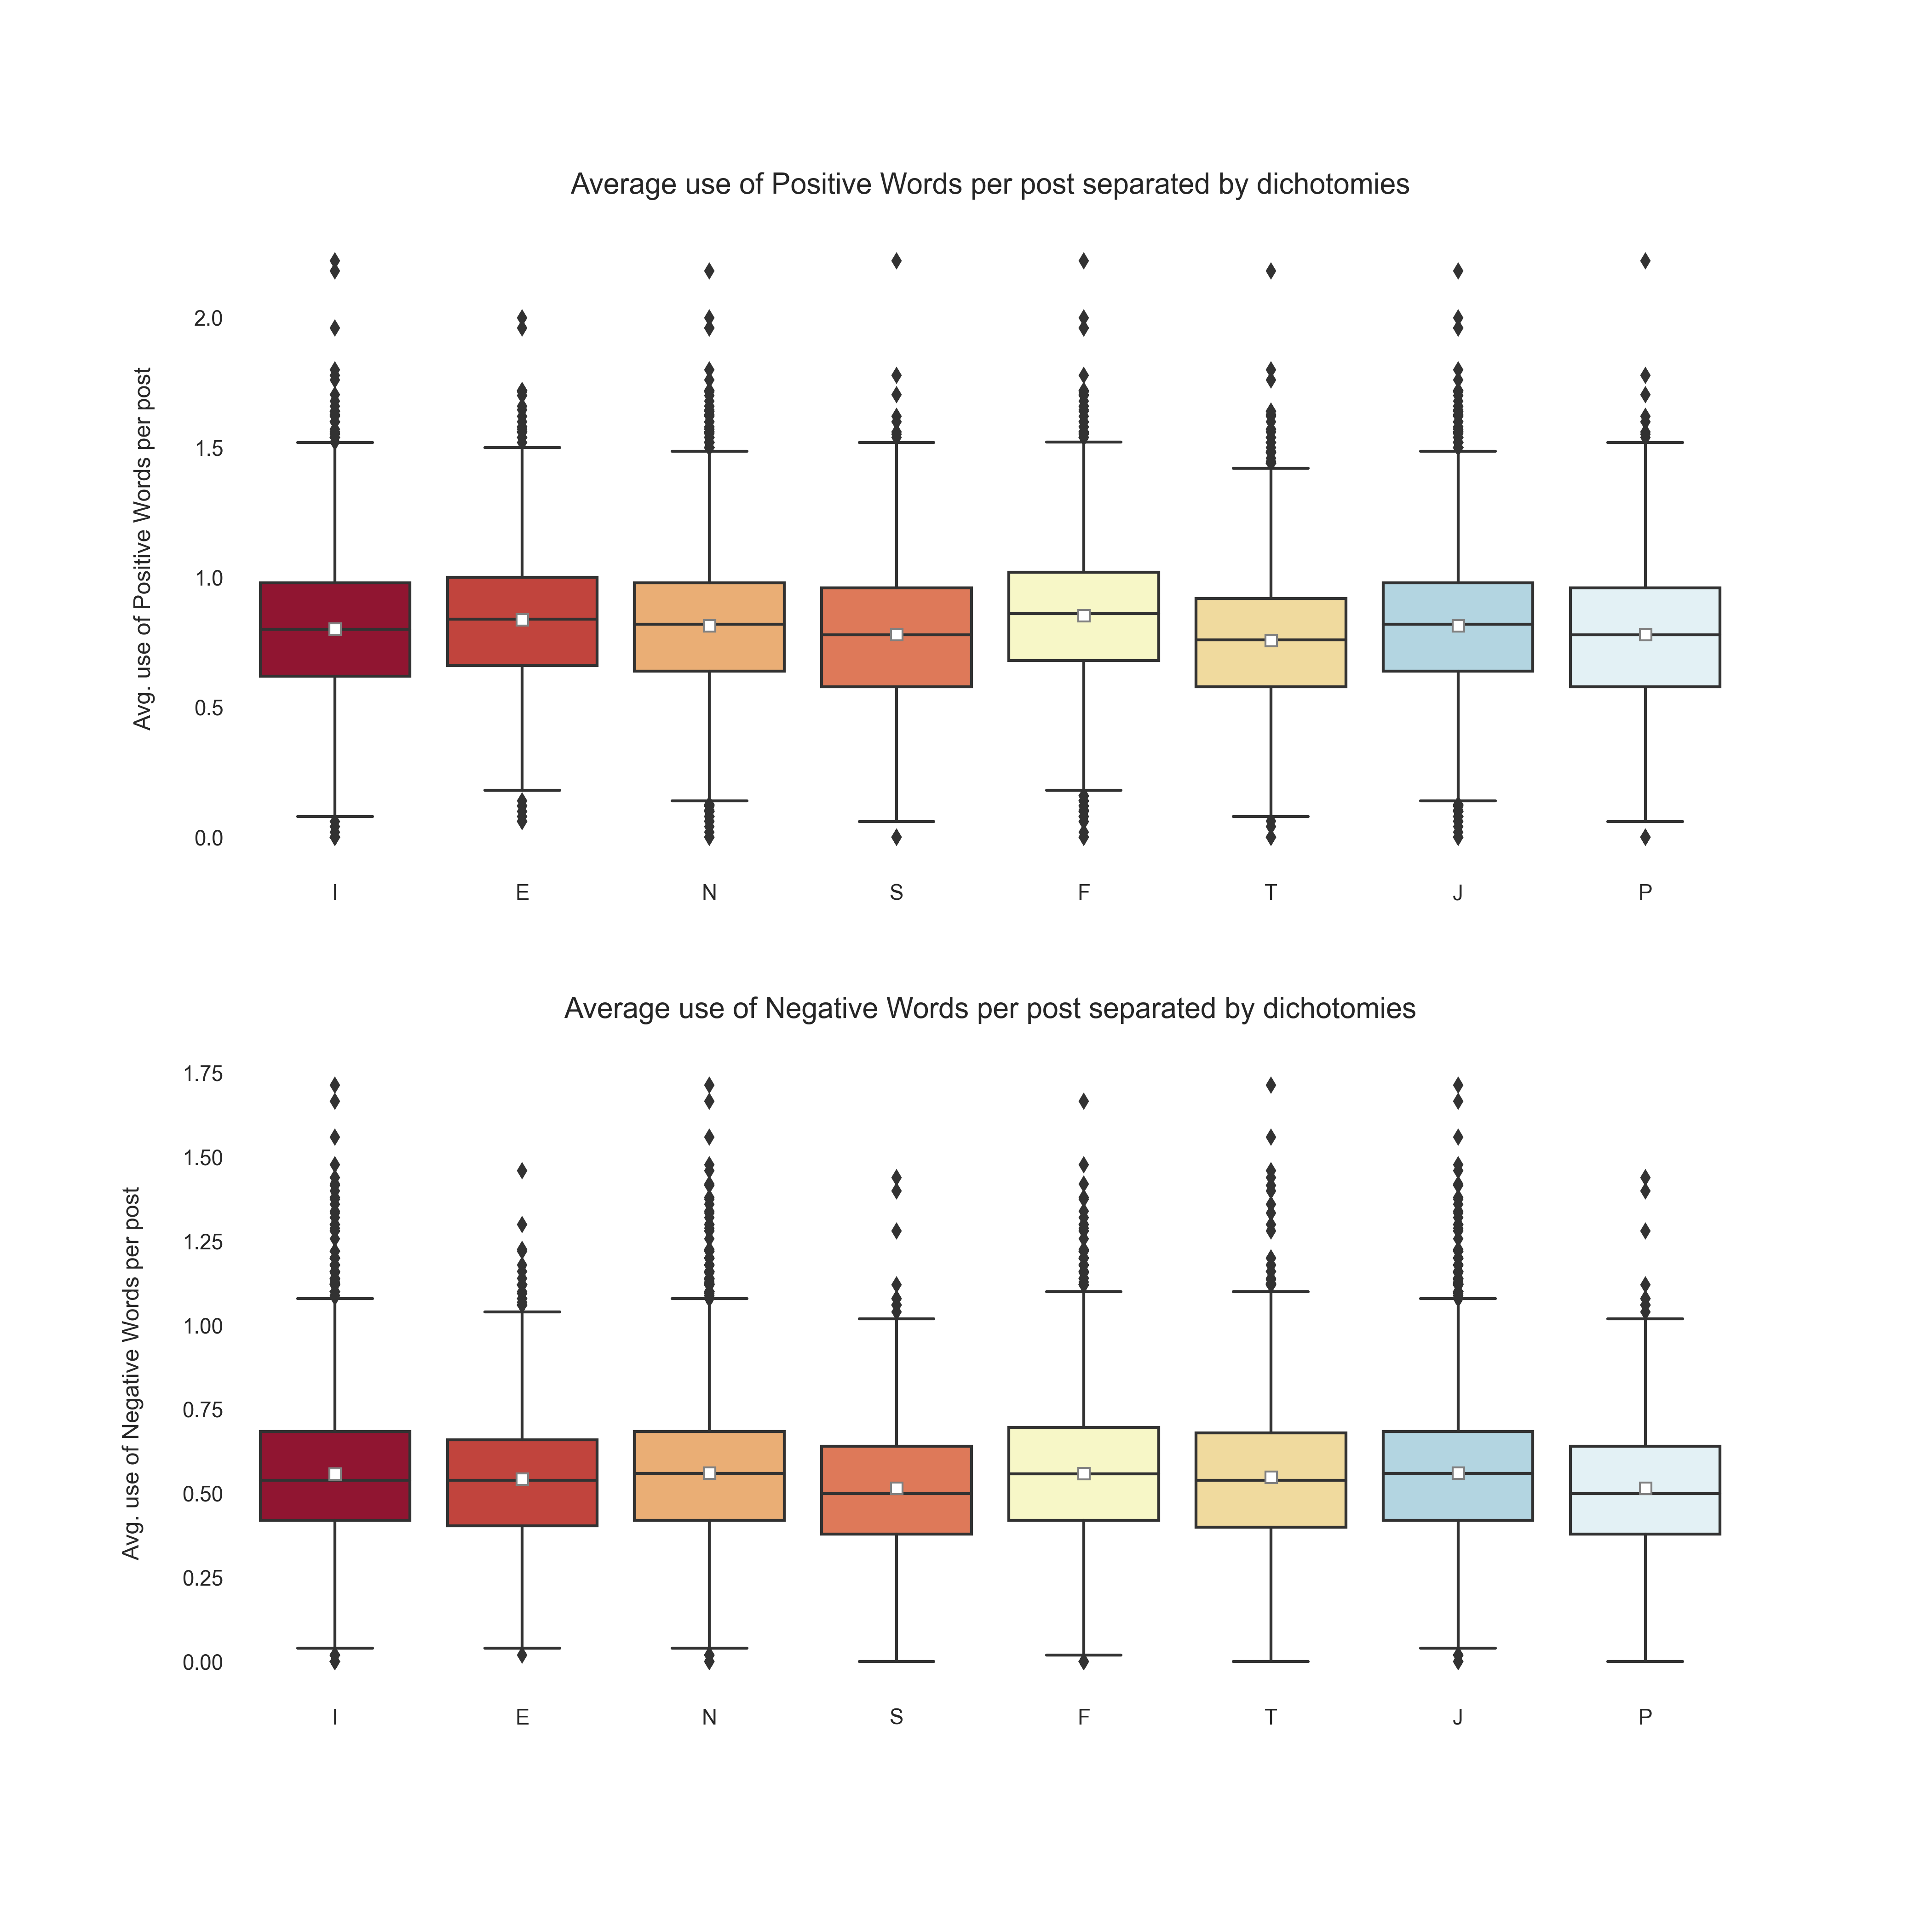 Average use of Positive Words per post separated by dichotomies
Avg. use of Positive Words per post
2.0
1.5
1.0
0.5
0.0
I E N S F T J P
Average use of Negative Words per post separated by dichotomies
Avg. use of Negative Words per post
1.75
1.50
1.25
1.00
0.75
0.50
0.25
0.00
I E N S F T J P